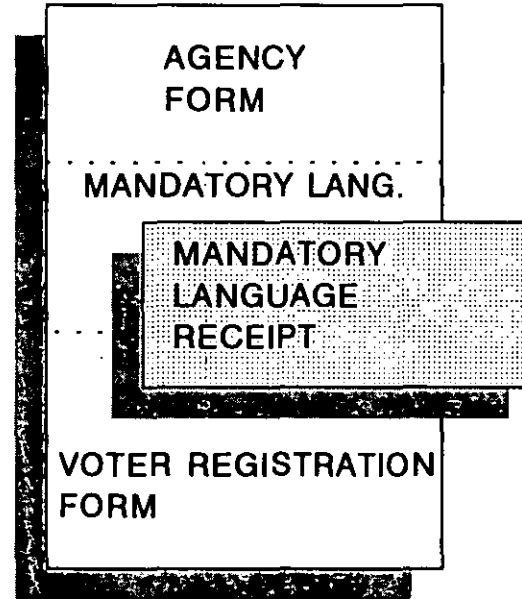 AGENCY
FORM
MANDATORY LANG.
MANDATORY
LANGUAGE
RECEIPT
VOTER REGISTRATION
FORM